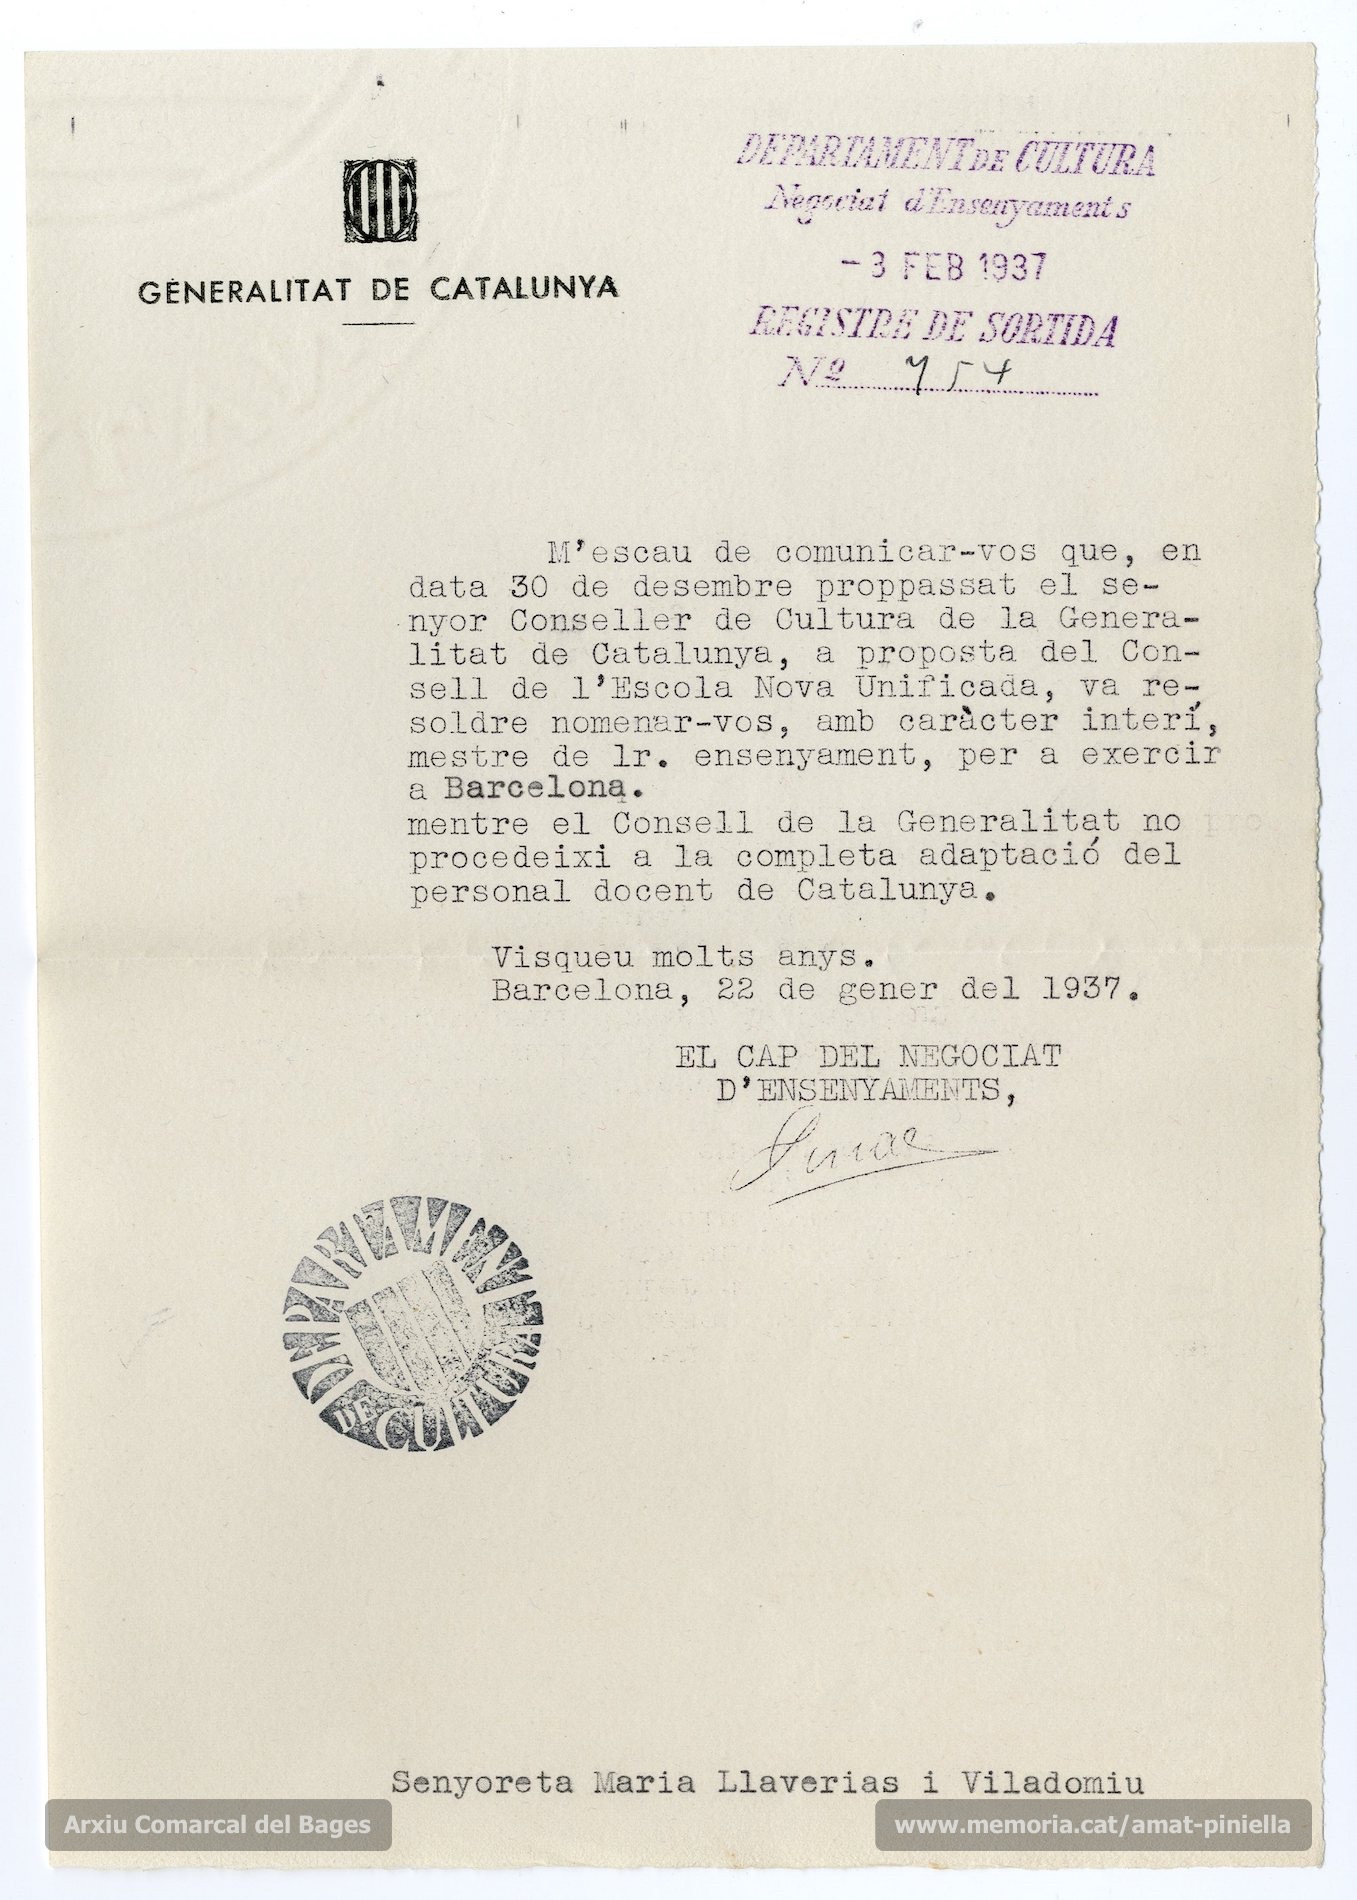 GENERALITAT DE CATALUNYA
DEPARTAMENT DE CULTURA
Negociat d'Ensenyaments
- 3 FEB 1937
REGISTRE DE SORTIDA
Nº 754
M'escau de comunicar-vos que, en
data 30 de desembre proppassat el se-
nyor Conseller de Cultura de la Genera-
litat de Catalunya, a proposta del Con-
sell de l'Escola Nova Unificada, va re-
soldre nomenar-vos, amb caràcter interí,
mestre de 1r. ensenyament, per a exercir
a Barcelona.
mentre el Consell de la Generalitat no
procedeixi a la completa adaptació del
personal docent de Catalunya.
Visqueu molts anys.
Barcelona, 22 de gener del 1937.
EL CAP DEL NEGOCIAT
D'ENSENYAMENTS,
DEPARTAMENT DE CULTURA
Senyoreta Maria Llaverias i Viladomiu
Arxiu Comarcal del Bages
www.memoria.cat/amat-piniella